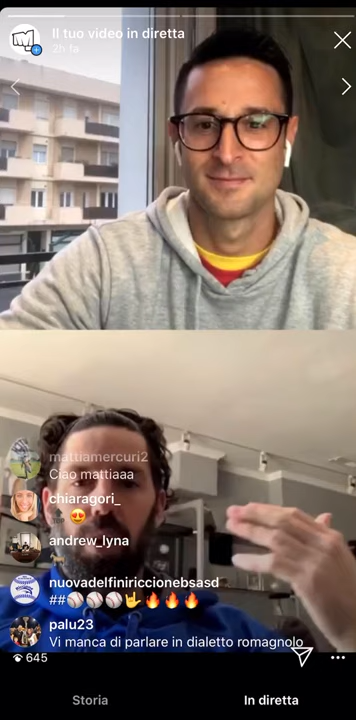 Il tuo video in diretta
2h fa
mattiamercuri2
Ciao mattiaaa
chiaragori_
TOP 😍
andrew_lyna
nuovadelfiniriccionebsasd
##⚾⚾⚾🤟🔥🔥🔥
palu23
Vi manca di parlare in dialetto romagnolo
645
Storia
In diretta